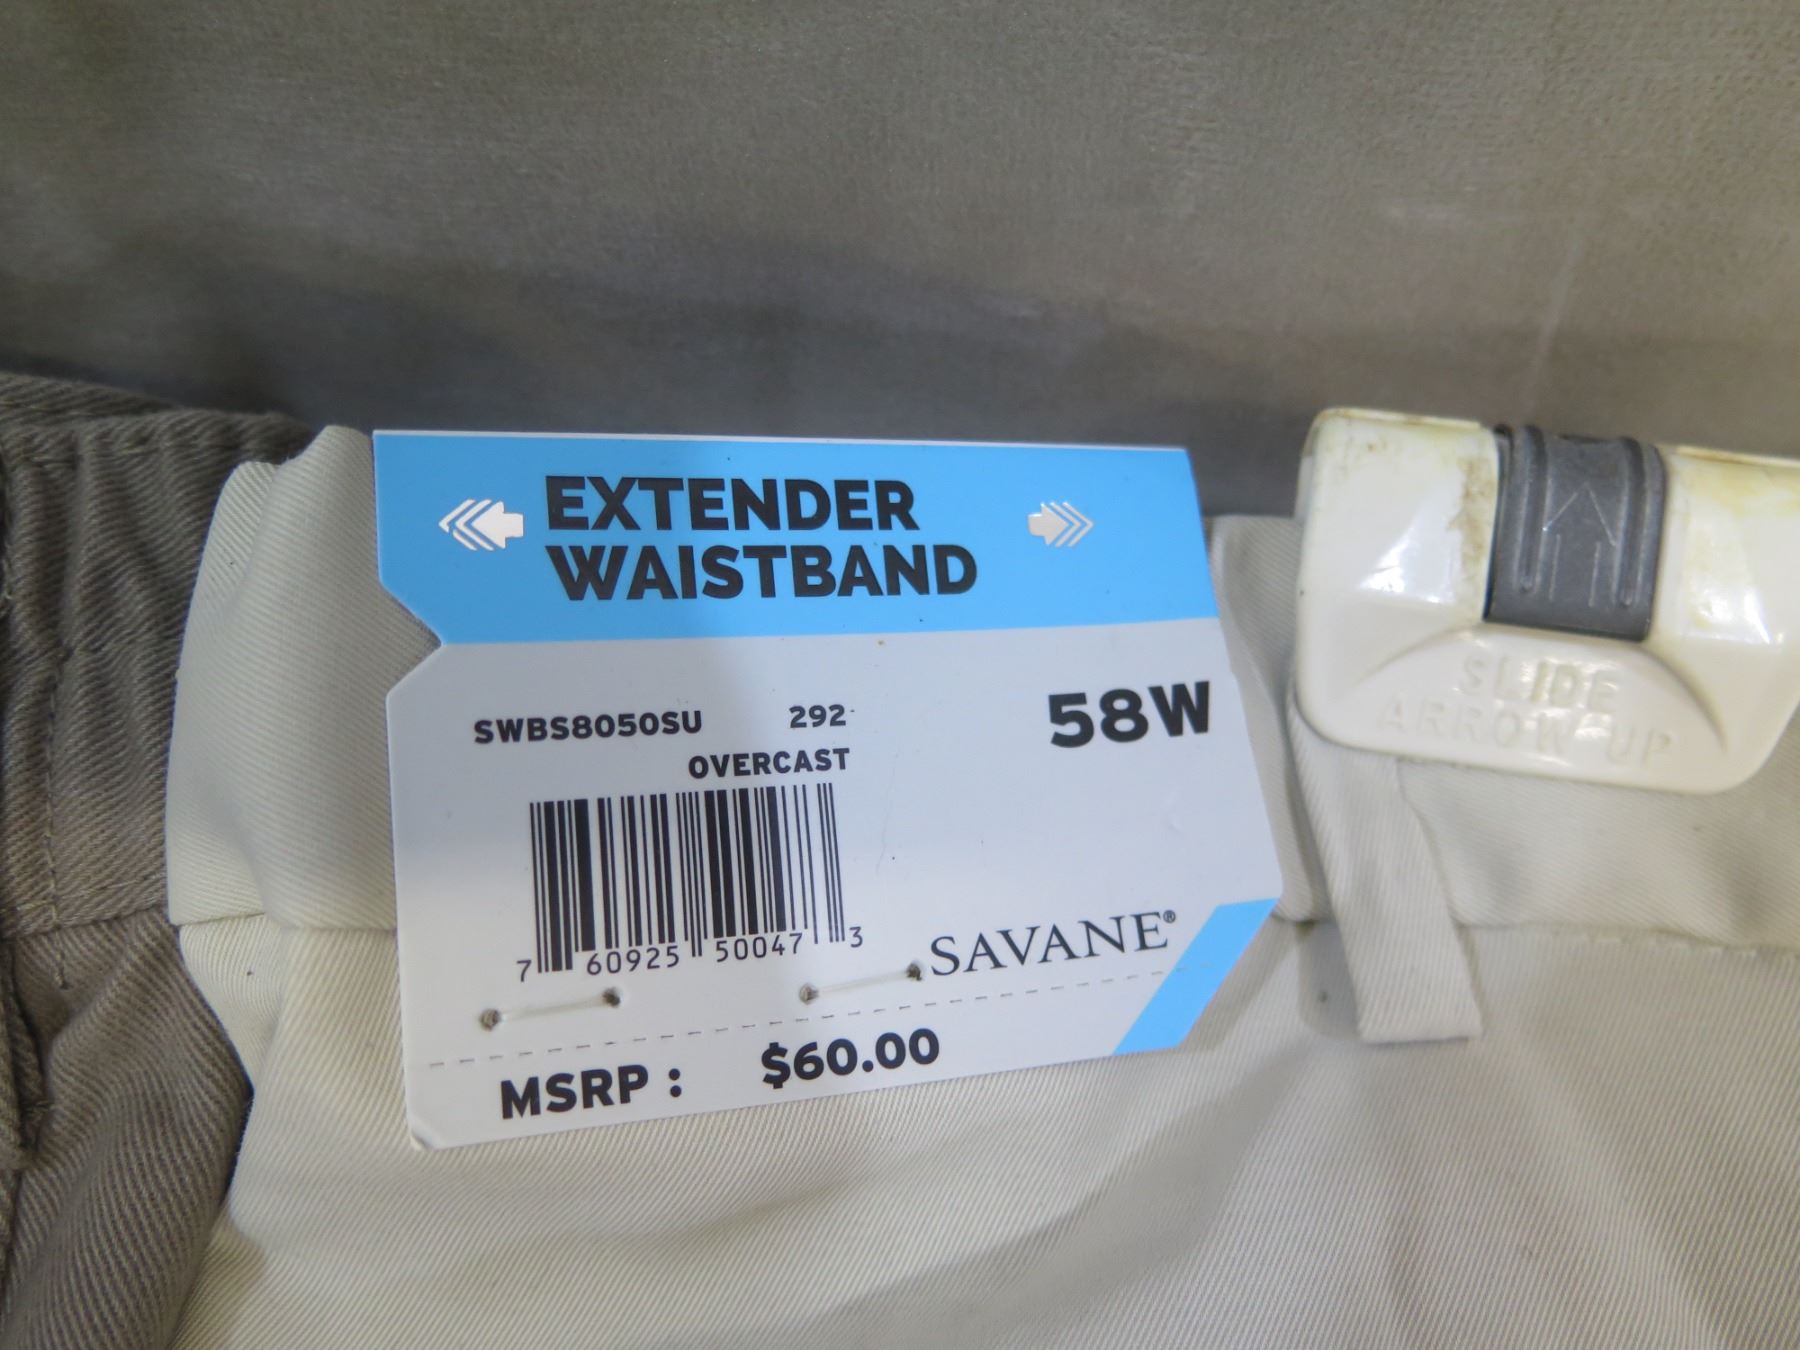 EXTENDER
WAISTBAND
SWBS8050SU 292
OVERCAST
58W
7 60925 50047 3
SAVANE®
MSRP : $60.00
SLIDE
ARROW UP